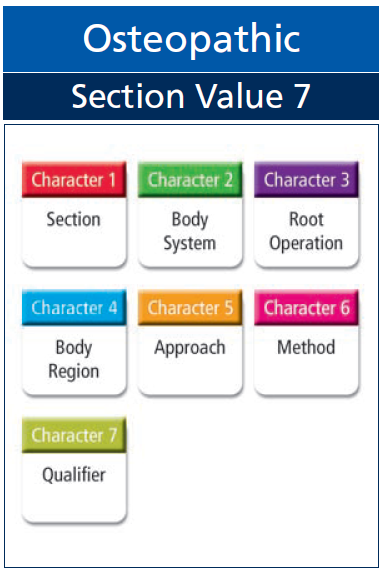 Osteopathic
Section Value 7
Character 1
Section
Character 2
Body
System
Character 3
Root
Operation
Character 4
Body
Region
Character 5
Approach
Character 6
Method
Character 7
Qualifier